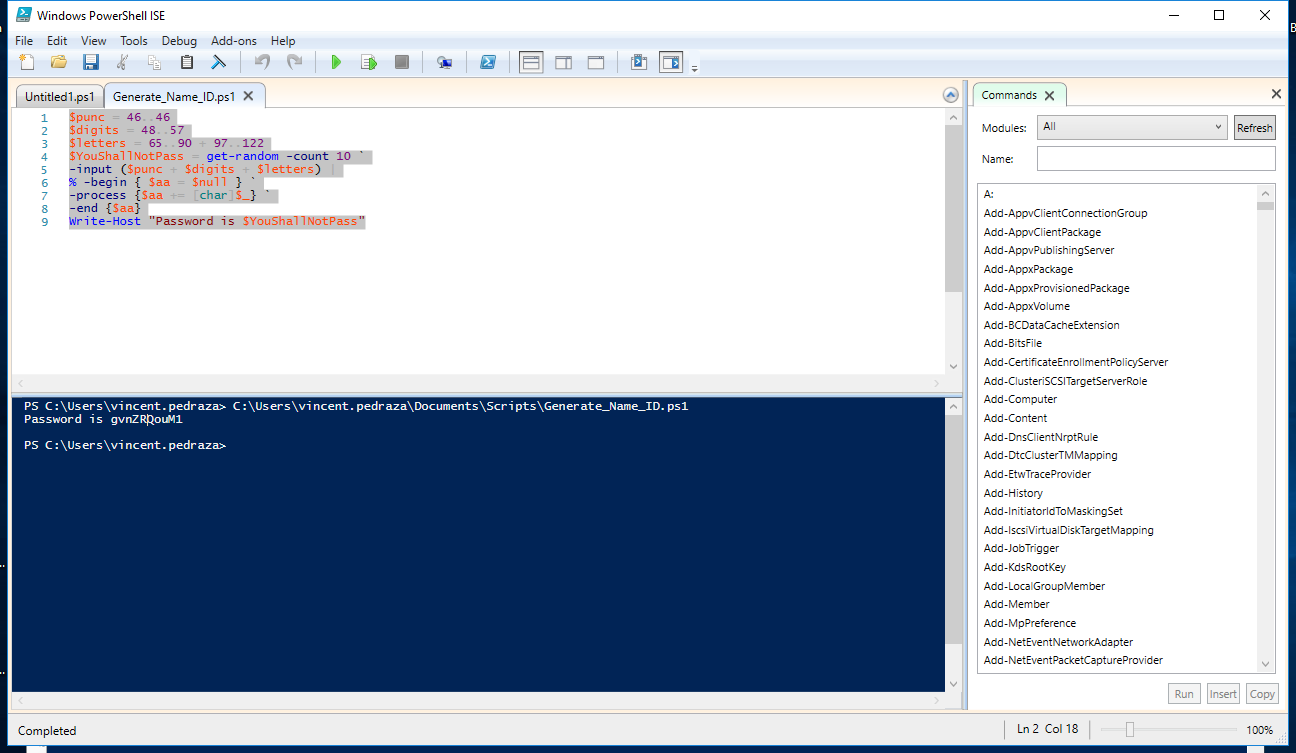 Windows PowerShell ISE
File Edit View Tools Debug Add-ons Help
Untitled1.ps1 Generate_Name_ID.ps1
1 $punc = 46..46
2 $digits = 48..57
3 $letters = 65..90 + 97..122
4 $YouShallNotPass = get-random -count 10 `
5 -input ($punc + $digits + $letters) |
6 % -begin { $aa = $null } `
7 -process {$aa += [char]$_} `
8 -end {$aa}
9 Write-Host "Password is $YouShallNotPass"
PS C:\Users\vincent.pedraza> C:\Users\vincent.pedraza\Documents\Scripts\Generate_Name_ID.ps1
Password is
PS C:\Users\vincent.pedraza>
Commands
Modules: All Refresh
Name:
A:
Add-AppvClientConnectionGroup
Add-AppvClientPackage
Add-AppvPublishingServer
Add-AppxPackage
Add-AppxProvisionedPackage
Add-AppxVolume
Add-BCDataCacheExtension
Add-BitsFile
Add-CertificateEnrollmentPolicyServer
Add-ClusteriSCSITargetServerRole
Add-Computer
Add-Content
Add-DnsClientNrptRule
Add-DtcClusterTMMapping
Add-EtwTraceProvider
Add-History
Add-InitiatorIdToMaskingSet
Add-IscsiVirtualDiskTargetMapping
Add-JobTrigger
Add-KdsRootKey
Add-LocalGroupMember
Add-Member
Add-MpPreference
Add-NetEventNetworkAdapter
Add-NetEventPacketCaptureProvider
Run Insert Copy
Completed Ln 2 Col 18 100%